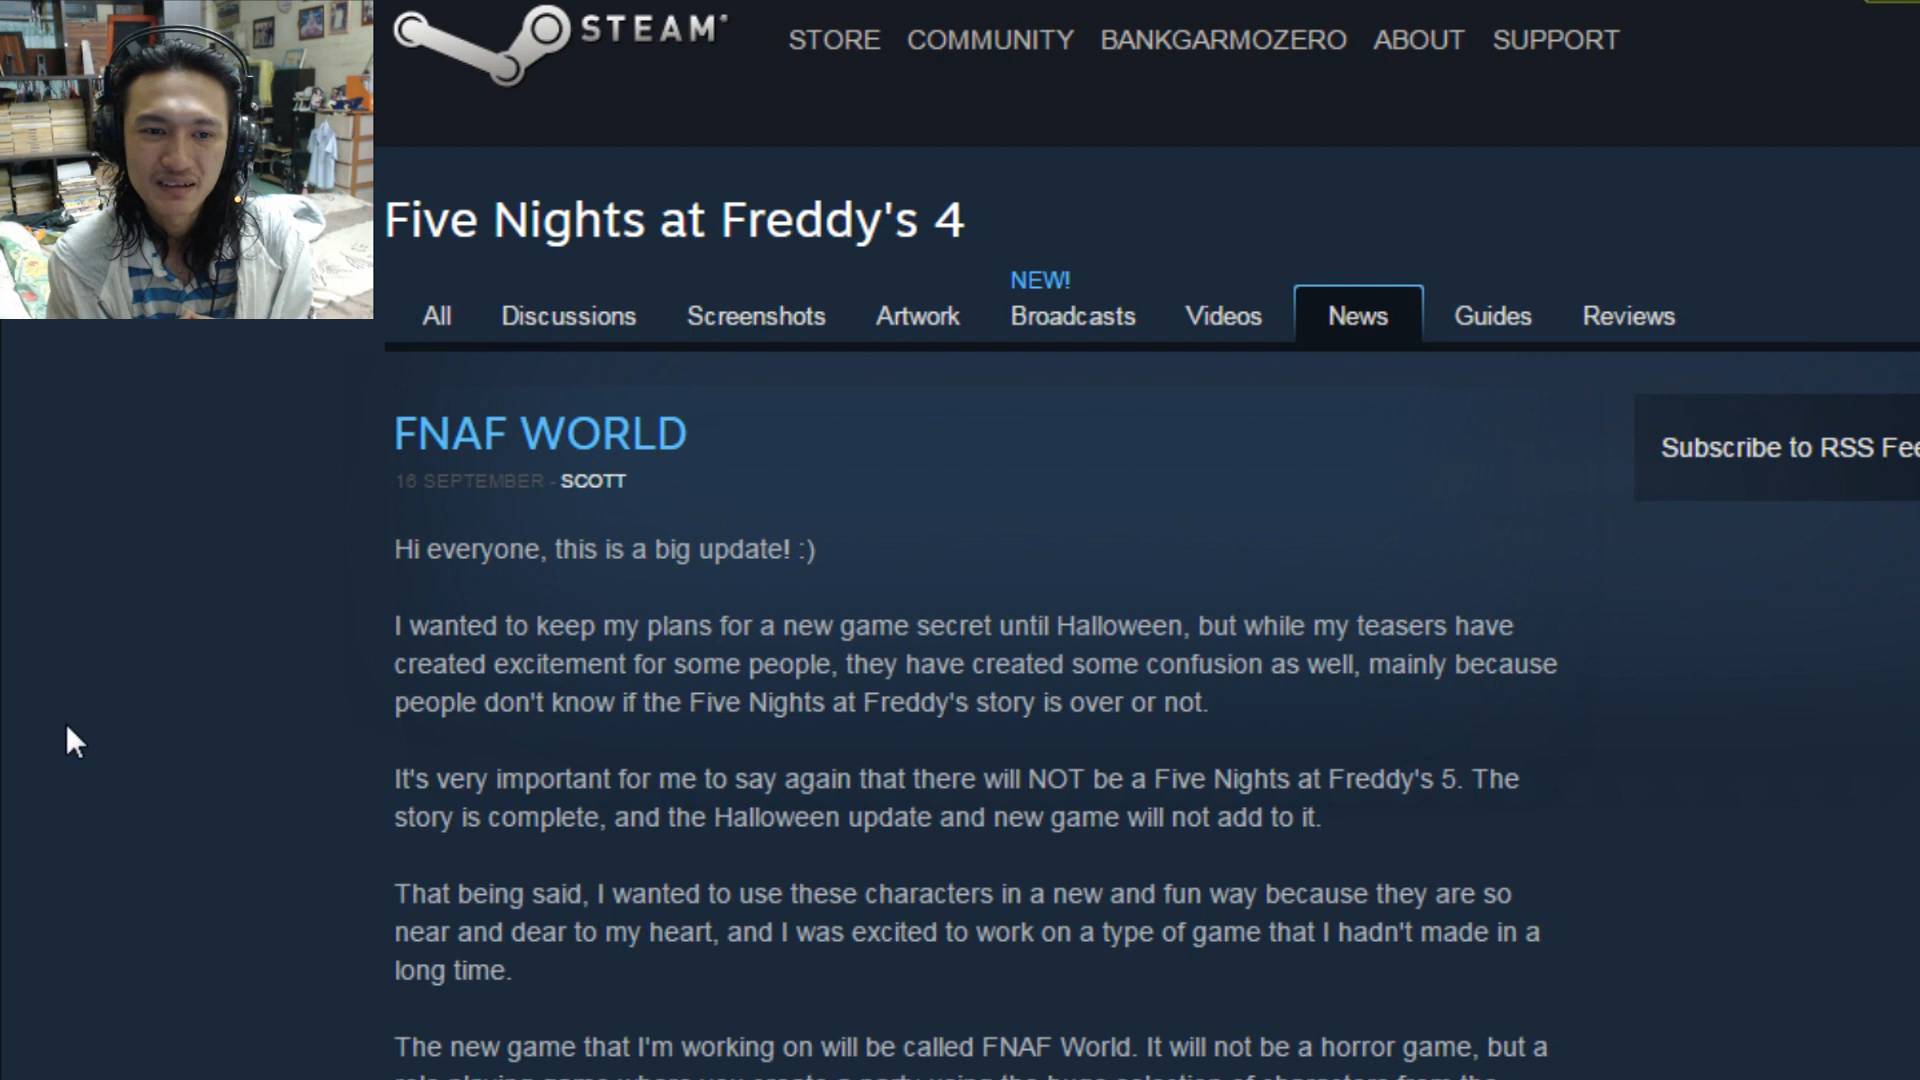 STEAM
STORE COMMUNITY BANKGARMOZERO ABOUT SUPPORT
Five Nights at Freddy's 4
NEW!
All Discussions Screenshots Artwork Broadcasts Videos News Guides Reviews
FNAF WORLD
Subscribe to RSS
16 SEPTEMBER - SCOTT
Hi everyone, this is a big update! :)
I wanted to keep my plans for a new game secret until Halloween, but while my teasers have
created excitement for some people, they have created some confusion as well, mainly because
people don't know if the Five Nights at Freddy's story is over or not.
It's very important for me to say again that there will NOT be a Five Nights at Freddy's 5. The
story is complete, and the Halloween update and new game will not add to it.
That being said, I wanted to use these characters in a new and fun way because they are so
near and dear to my heart, and I was excited to work on a type of game that I hadn't made in a
long time.
The new game that I'm working on will be called FNAF World. It will not be a horror game, but a